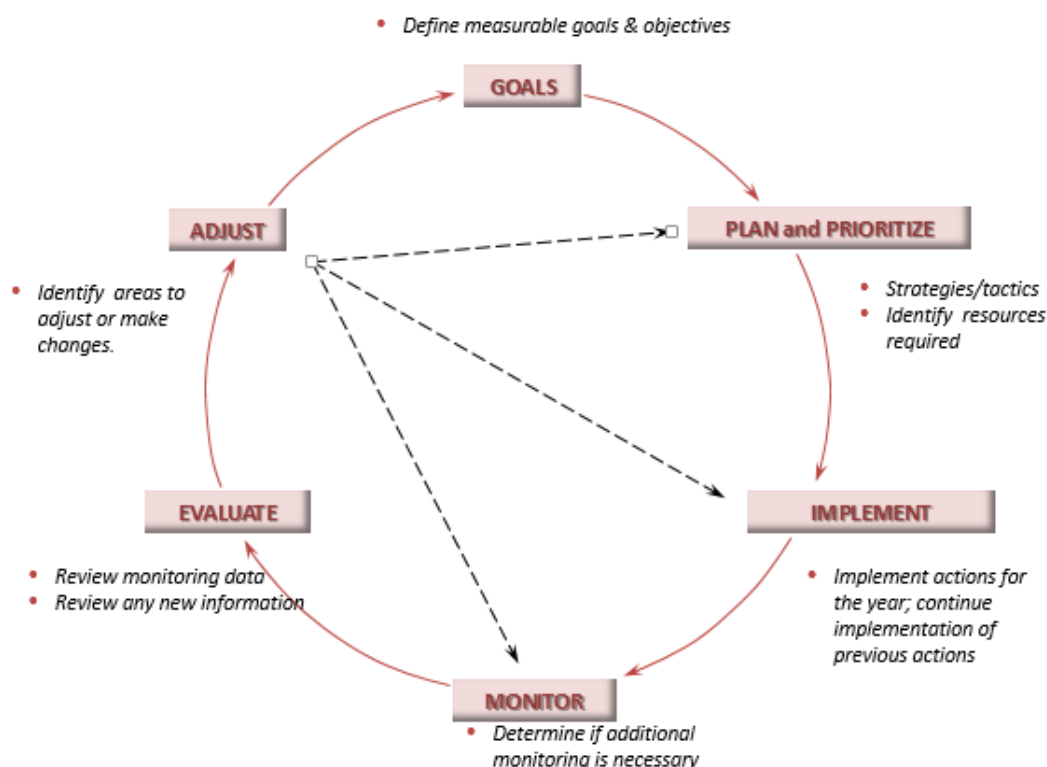 • Define measurable goals & objectives
GOALS
ADJUST
PLAN and PRIORITIZE
• Identify areas to
adjust or make
changes.
• Strategies/tactics
• Identify resources
required
EVALUATE
IMPLEMENT
• Review monitoring data
• Review any new information
• Implement actions for
the year; continue
implementation of
previous actions
MONITOR
• Determine if additional
monitoring is necessary